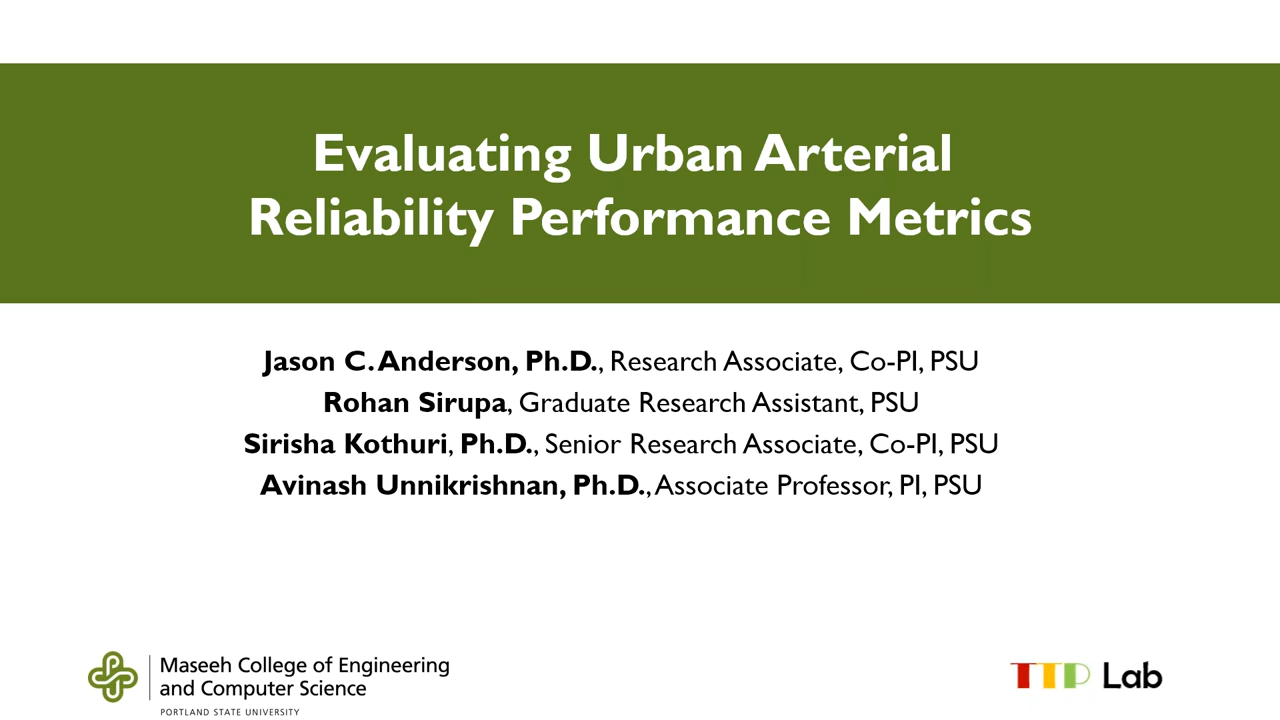 Evaluating Urban Arterial
Reliability Performance Metrics
Jason C. Anderson, Ph.D., Research Associate, Co-PI, PSU
Rohan Sirupa, Graduate Research Assistant, PSU
Sirisha Kothuri, Ph.D., Senior Research Associate, Co-PI, PSU
Avinash Unnikrishnan, Ph.D., Associate Professor, PI, PSU
Maseeh College of Engineering
and Computer Science
PORTLAND STATE UNIVERSITY
TTP Lab